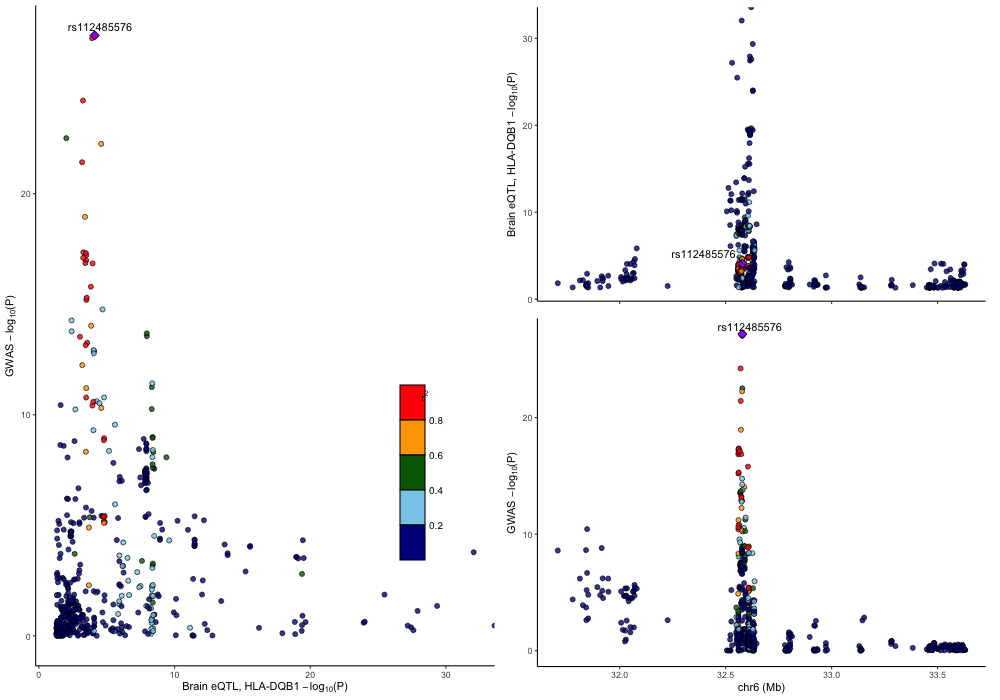 rs112485576
GWAS −log10(P)
20
10
0
0
10
20
30
Brain eQTL, HLA-DQB1 −log10(P)
r²
0.8
0.6
0.4
0.2
Brain eQTL, HLA-DQB1 −log10(P)
30
20
10
0
rs112485576
32.0
32.5
33.0
33.5
rs112485576
GWAS −log10(P)
20
10
0
chr6 (Mb)